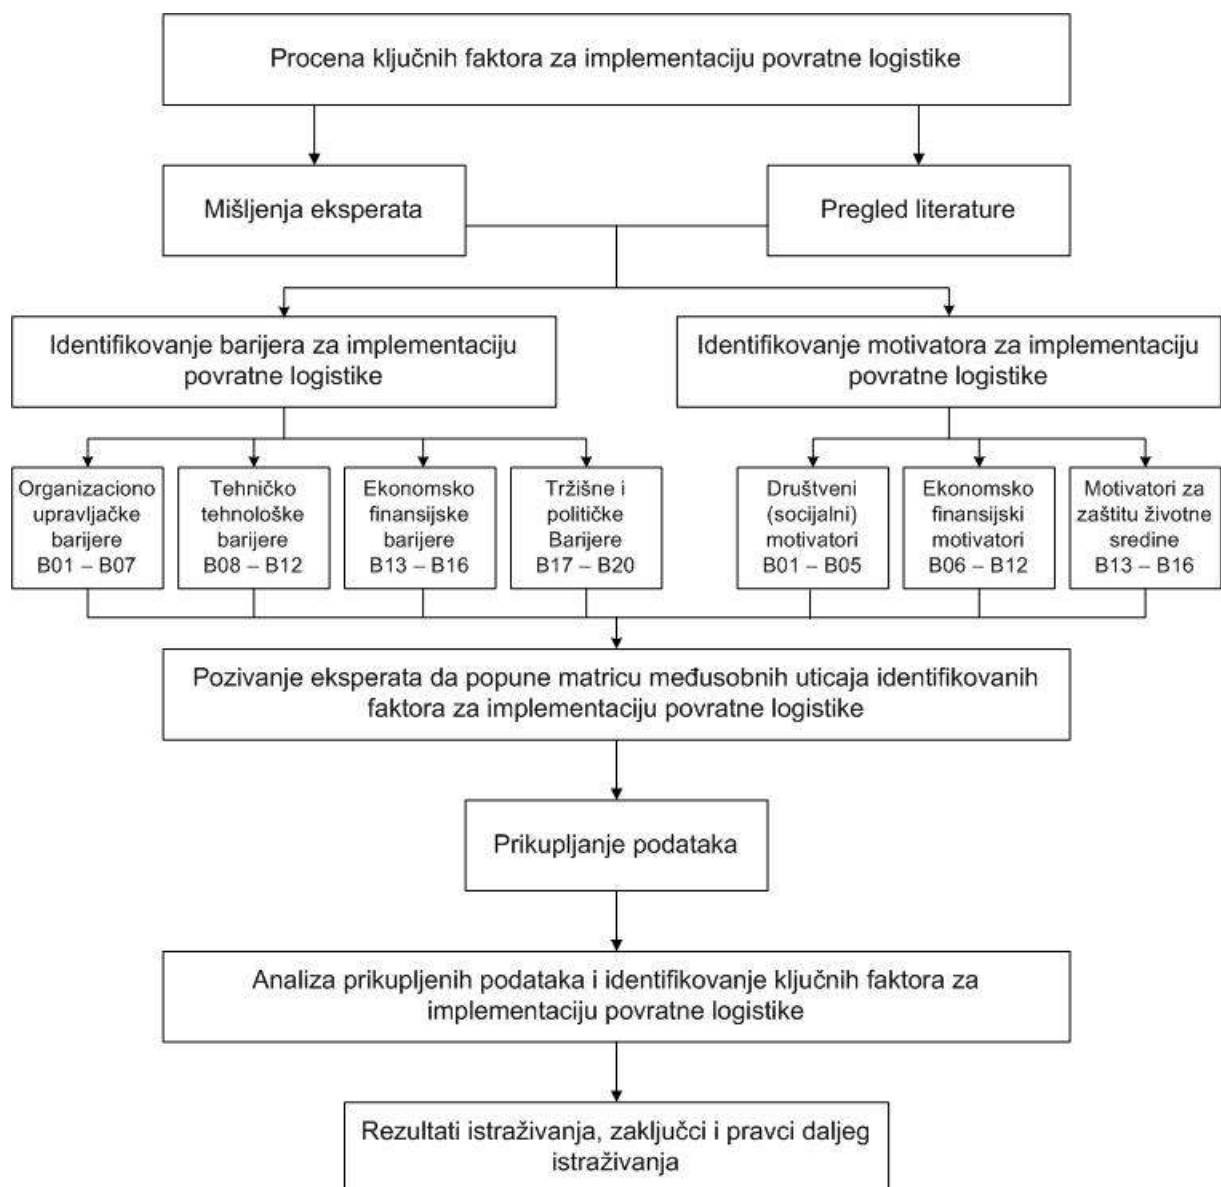 Procena ključnih faktora za implementaciju povratne logistike
Mišljenja eksperata
Pregled literature
Identifikovanje barijera za implementaciju
povratne logistike
Identifikovanje motivatora za implementaciju
povratne logistike
Organizaciono
upravljačke
barijere
B01 – B07
Tehničko
tehnološke
barijere
B08 – B12
Ekonomsko
finansijske
barijere
B13 – B16
Tržišne i
političke
Barijere
B17 – B20
Društveni
(socijalni)
motivatori
B01 – B05
Ekonomsko
finansijski
motivatori
B06 – B12
Motivatori za
zaštitu životne
sredine
B13 – B16
Pozivanje eksperata da popune matricu međusobnih uticaja identifikovanih
faktora za implementaciju povratne logistike
Prikupljanje podataka
Analiza prikupljenih podataka i identifikovanje ključnih faktora za
implementaciju povratne logistike
Rezultati istraživanja, zaključci i pravci daljeg
istraživanja